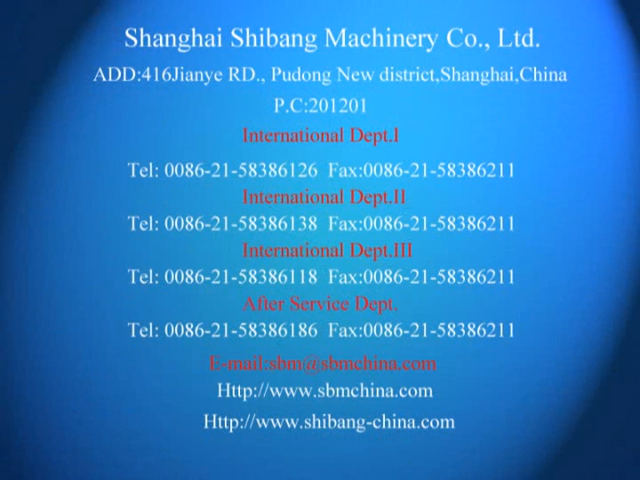 Shanghai Shibang Machinery Co., Ltd.
ADD:416Jianye RD., Pudong New district,Shanghai,China
P.C:201201
International Dept.I
Tel: 0086-21-58386126 Fax:0086-21-58386211
International Dept.II
Tel: 0086-21-58386138 Fax:0086-21-58386211
International Dept.III
Tel: 0086-21-58386118 Fax:0086-21-58386211
After Service Dept.
Tel: 0086-21-58386186 Fax:0086-21-58386211
E-mail:sbm@sbmchina.com
Http://www.sbmchina.com
Http://www.shibang-china.com